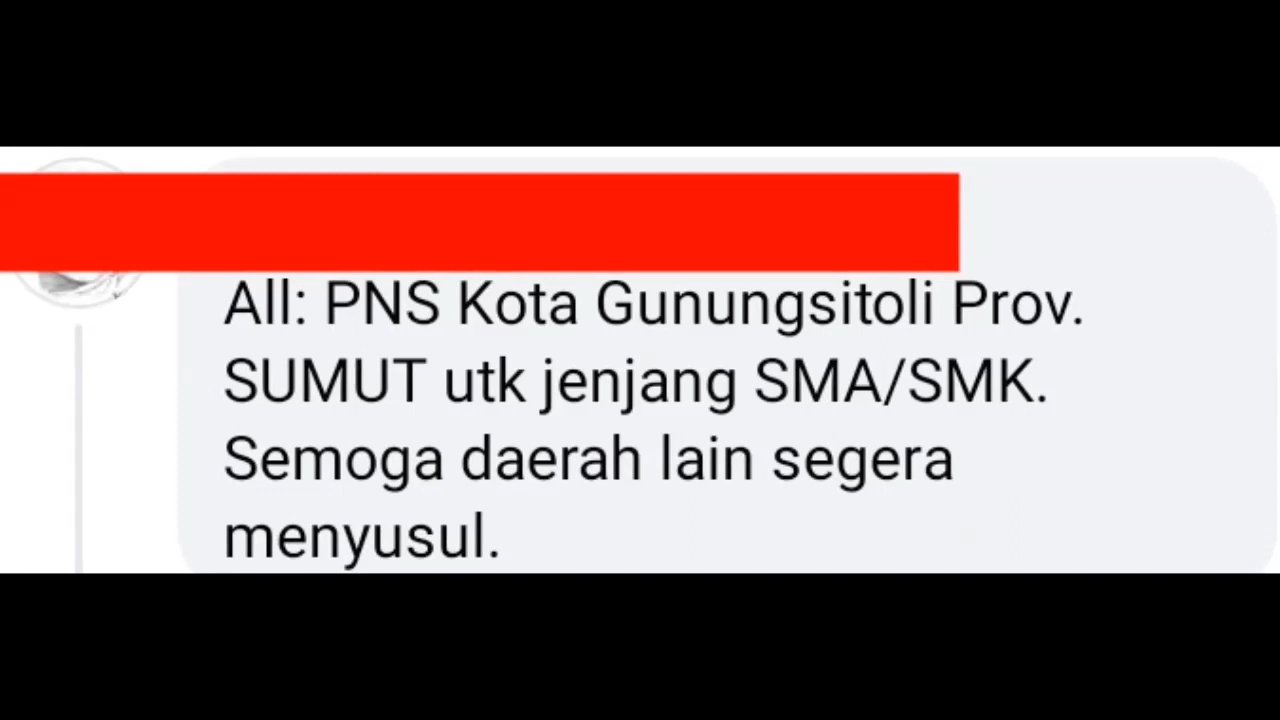 All: PNS Kota Gunungsitoli Prov.
SUMUT utk jenjang SMA/SMK.
Semoga daerah lain segera
menyusul.